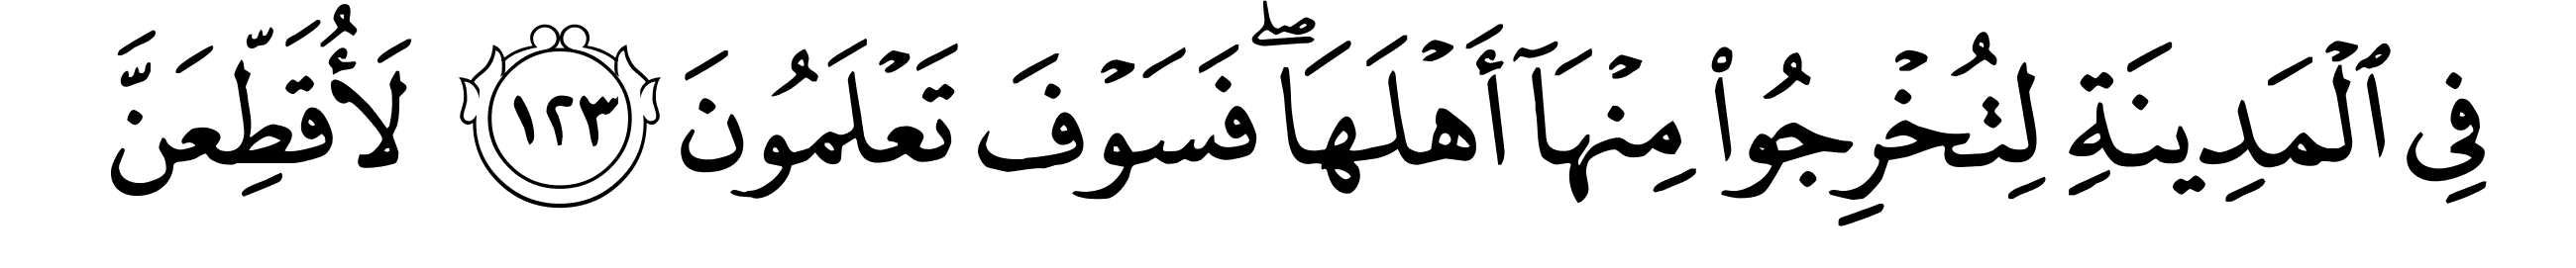 فِي ٱلۡمَدِينَةِ لِتُخۡرِجُواْ مِنۡهَآ أَهۡلَهَاۖ فَسَوۡفَ تَعۡلَمُونَ ١٢٣ لَأُقَطِّعَنَّ